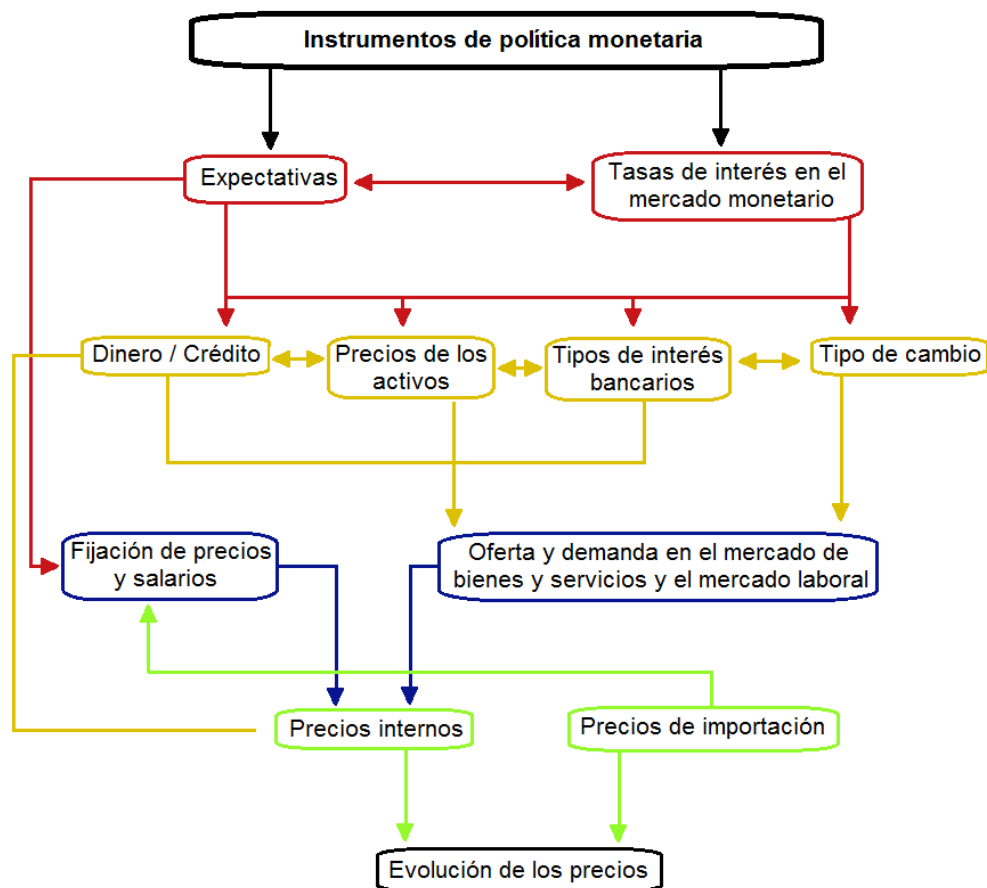 Instrumentos de política monetaria
Expectativas
Tasas de interés en el
mercado monetario
Dinero / Crédito
Precios de los
activos
Tipos de interés
bancarios
Tipo de cambio
Fijación de precios
y salarios
Oferta y demanda en el mercado de
bienes y servicios y el mercado laboral
Precios internos
Precios de importación
Evolución de los precios